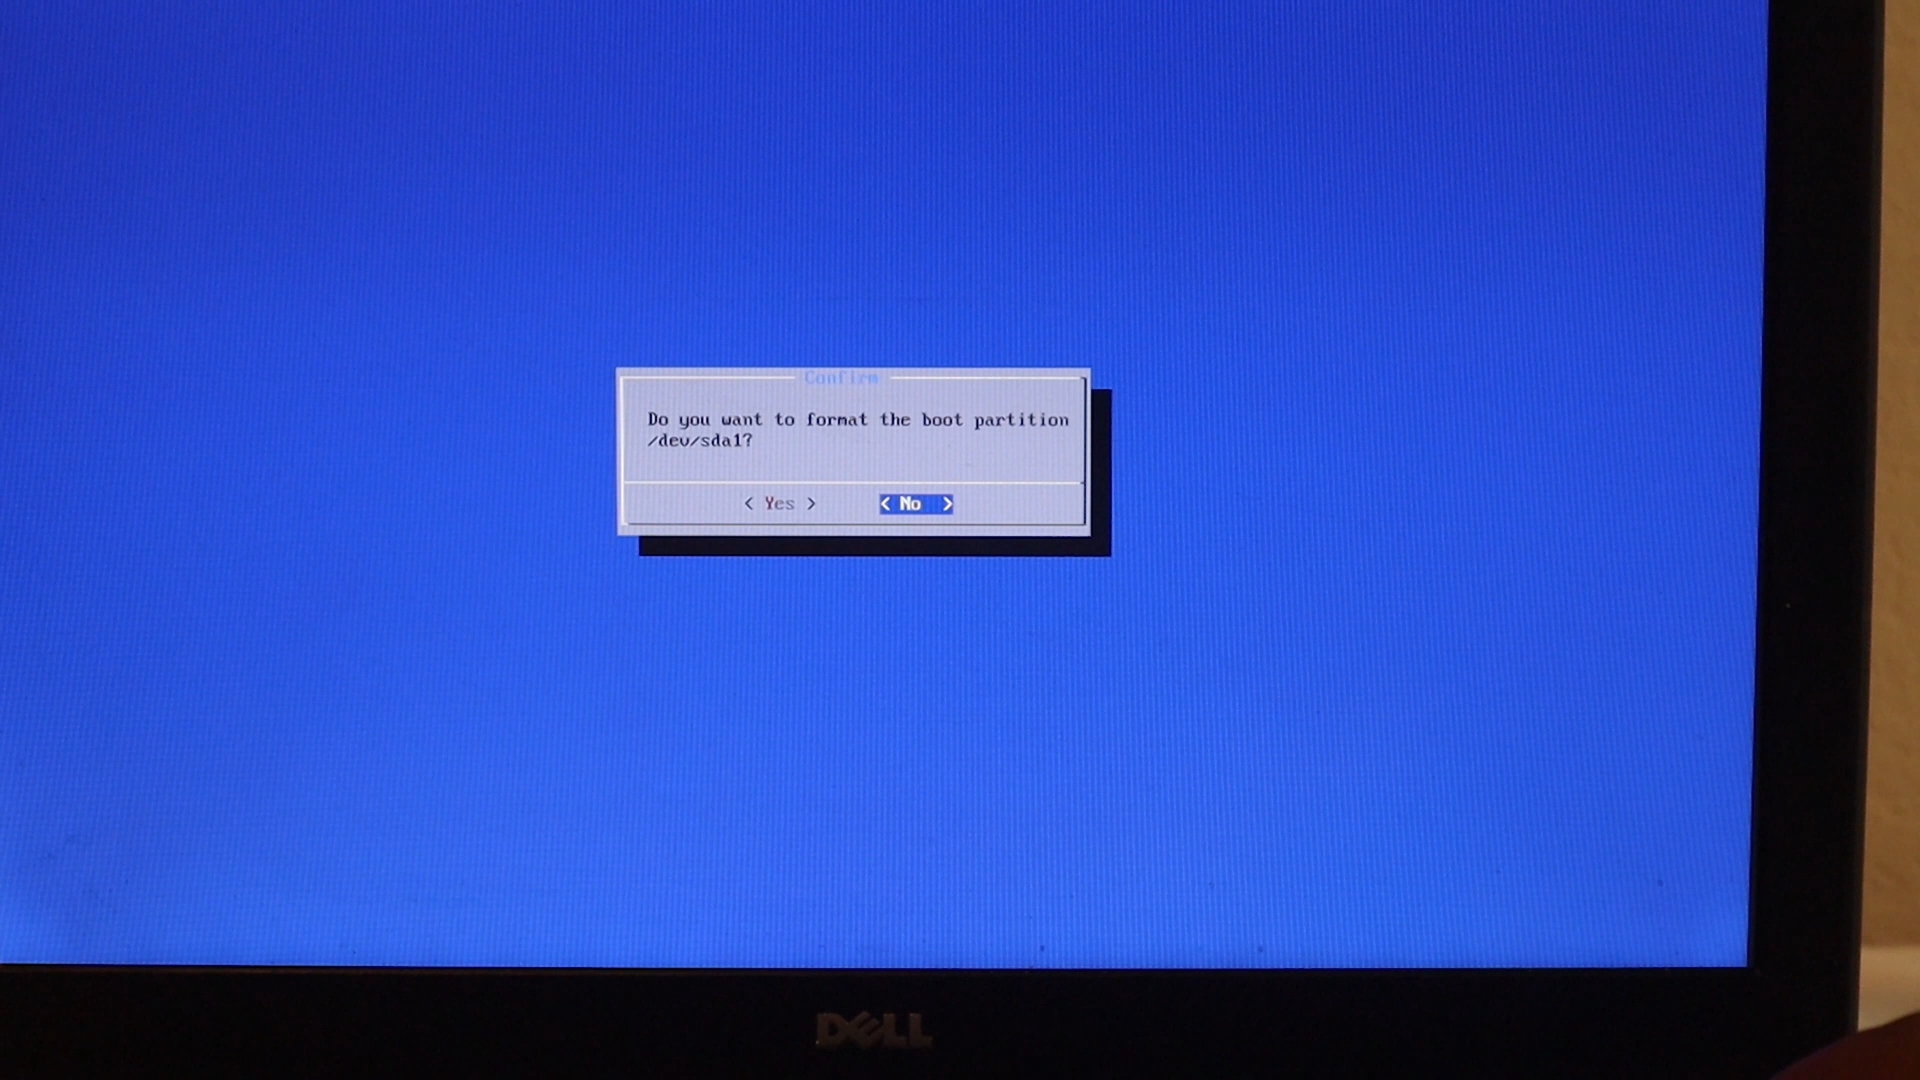 Confirm
Do you want to format the boot partition
/dev/sda1?
< Yes > < No >
DELL